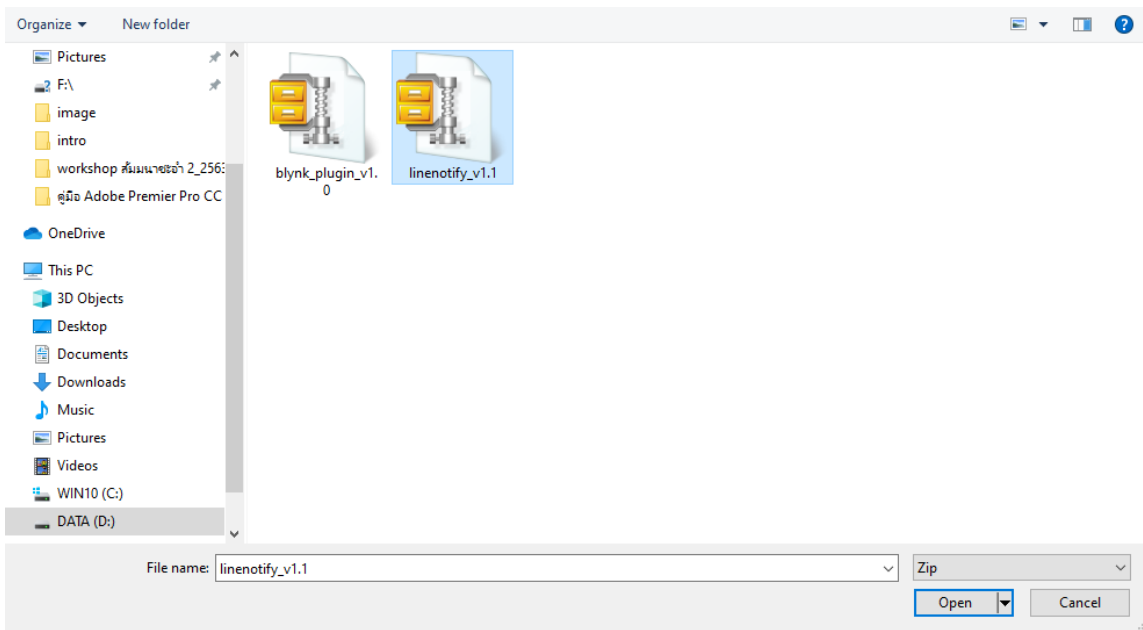 Organize New folder
Pictures
F:\
image
intro
workshop สัมมนาชะอำ 2_2563
คู่มือ Adobe Premier Pro CC
OneDrive
This PC
3D Objects
Desktop
Documents
Downloads
Music
Pictures
Videos
WIN10 (C:)
DATA (D:)
blynk_plugin_v1.
0
linenotify_v1.1
File name: linenotify_v1.1 Zip
Open Cancel